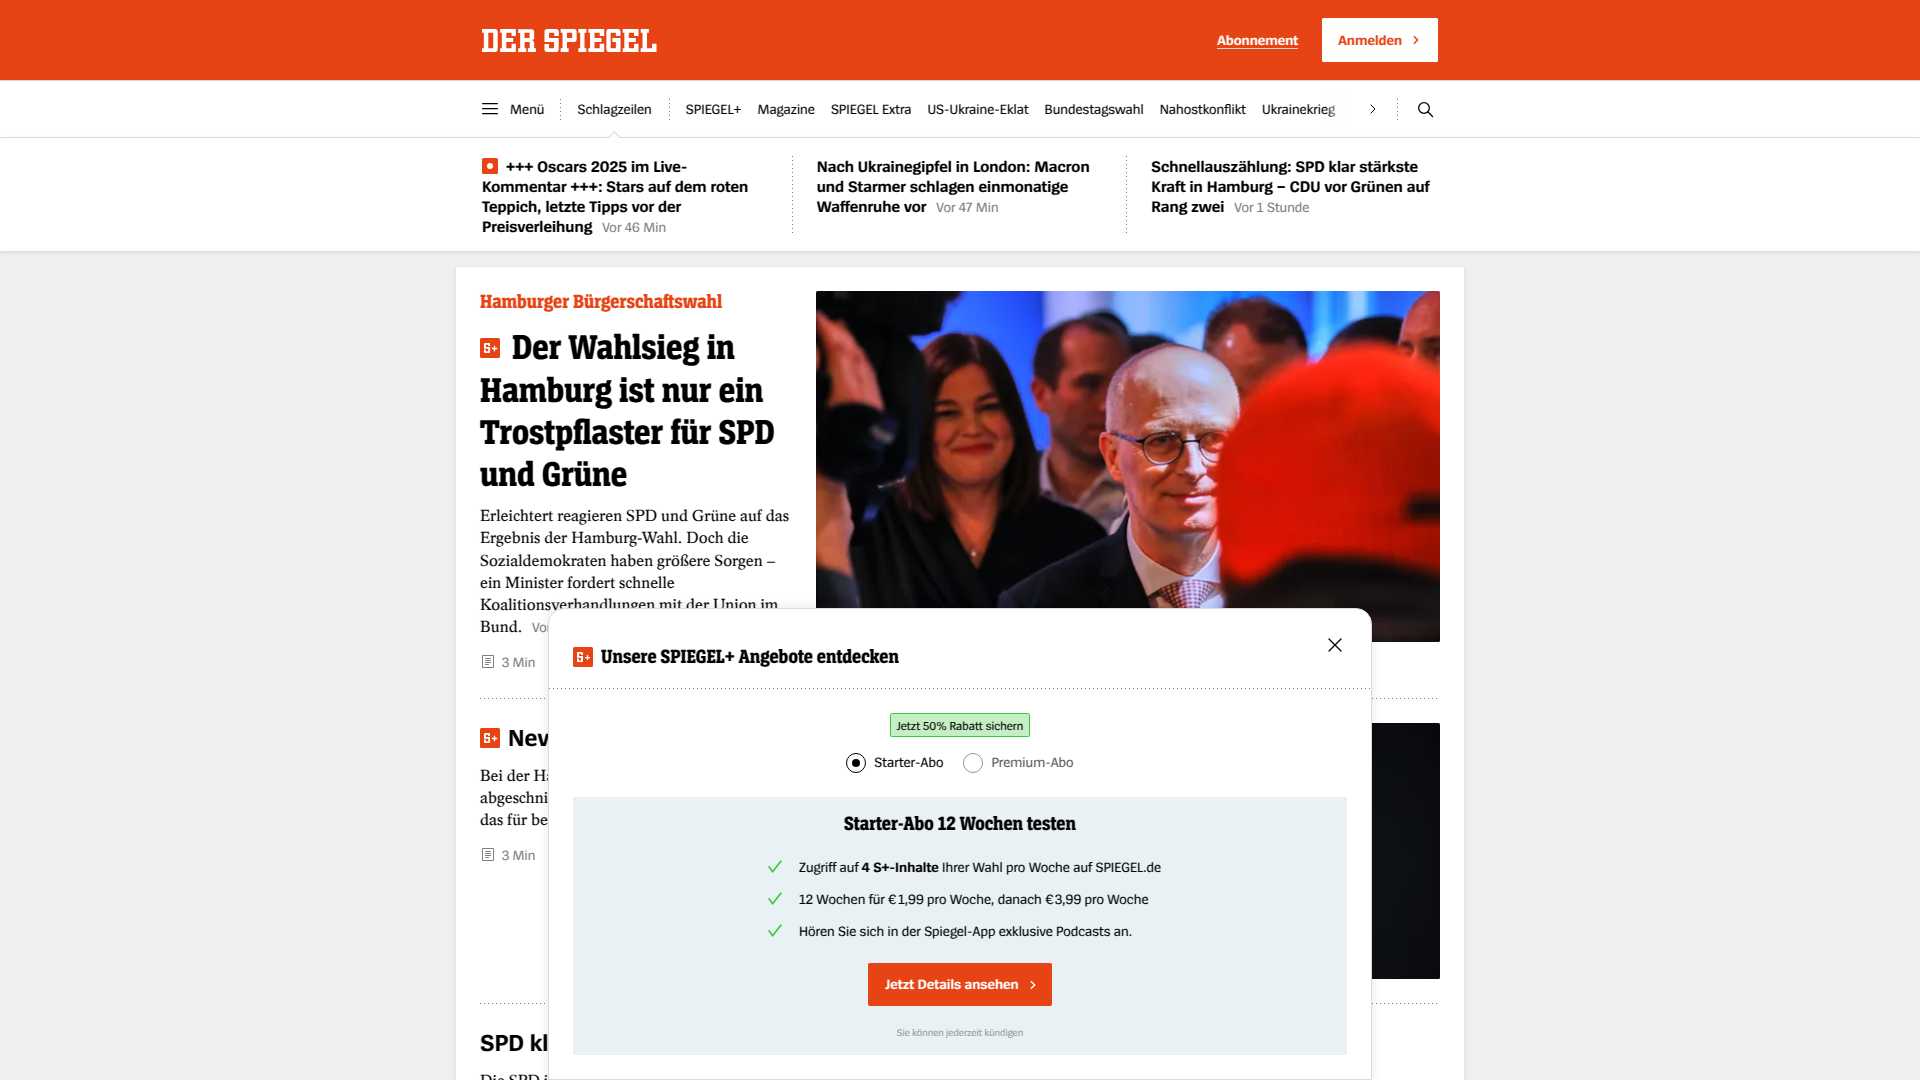 DER SPIEGEL
Abonnement
Anmelden
Menü
Schlagzeilen
SPIEGEL+
Magazine
SPIEGEL Extra
US-Ukraine-Eklat
Bundestagswahl
Nahostkonflikt
Ukrainekrieg
+++ Oscars 2025 im Live-
Kommentar +++: Stars auf dem roten
Teppich, letzte Tipps vor der
Preisverleihung Vor 46 Min
Nach Ukrainegipfel in London: Macron
und Starmer schlagen einmonatige
Waffenruhe vor Vor 47 Min
Schnellauszählung: SPD klar stärkste
Kraft in Hamburg – CDU vor Grünen auf
Rang zwei Vor 1 Stunde
Hamburger Bürgerschaftswahl
S+ Der Wahlsieg in
Hamburg ist nur ein
Trostpflaster für SPD
und Grüne
Erleichtert reagieren SPD und Grüne auf das
Ergebnis der Hamburg-Wahl. Doch die
Sozialdemokraten haben größere Sorgen –
ein Minister fordert schnelle
Koalitionsverhandlungen mit der Union im
Bund. Vo
3 Min
S+ Nev
Bei der Ha
abgeschni
das für be
3 Min
SPD kl
Die SPD i
S+ Unsere SPIEGEL+ Angebote entdecken
Jetzt 50% Rabatt sichern
Starter-Abo
Premium-Abo
Starter-Abo 12 Wochen testen
Zugriff auf 4 S+-Inhalte Ihrer Wahl pro Woche auf SPIEGEL.de
12 Wochen für € 1,99 pro Woche, danach € 3,99 pro Woche
Hören Sie sich in der Spiegel-App exklusive Podcasts an.
Jetzt Details ansehen
Sie können jederzeit kündigen